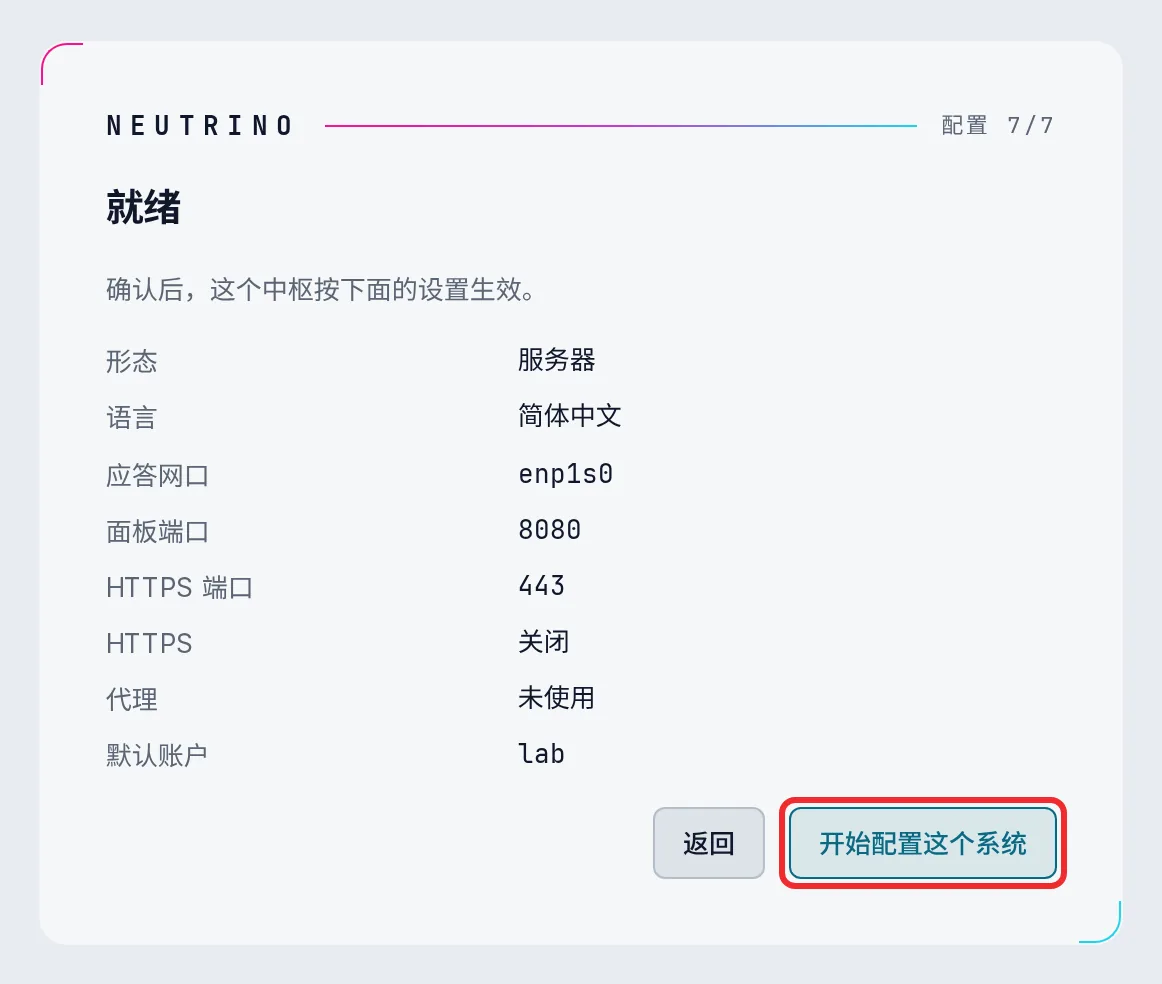 NEUTRINO 配置 7/7
就绪
确认后，这个中枢按下面的设置生效。
形态 服务器
语言 简体中文
应答网口 enp1s0
面板端口 8080
HTTPS 端口 443
HTTPS 关闭
代理 未使用
默认账户 lab
返回 开始配置这个系统